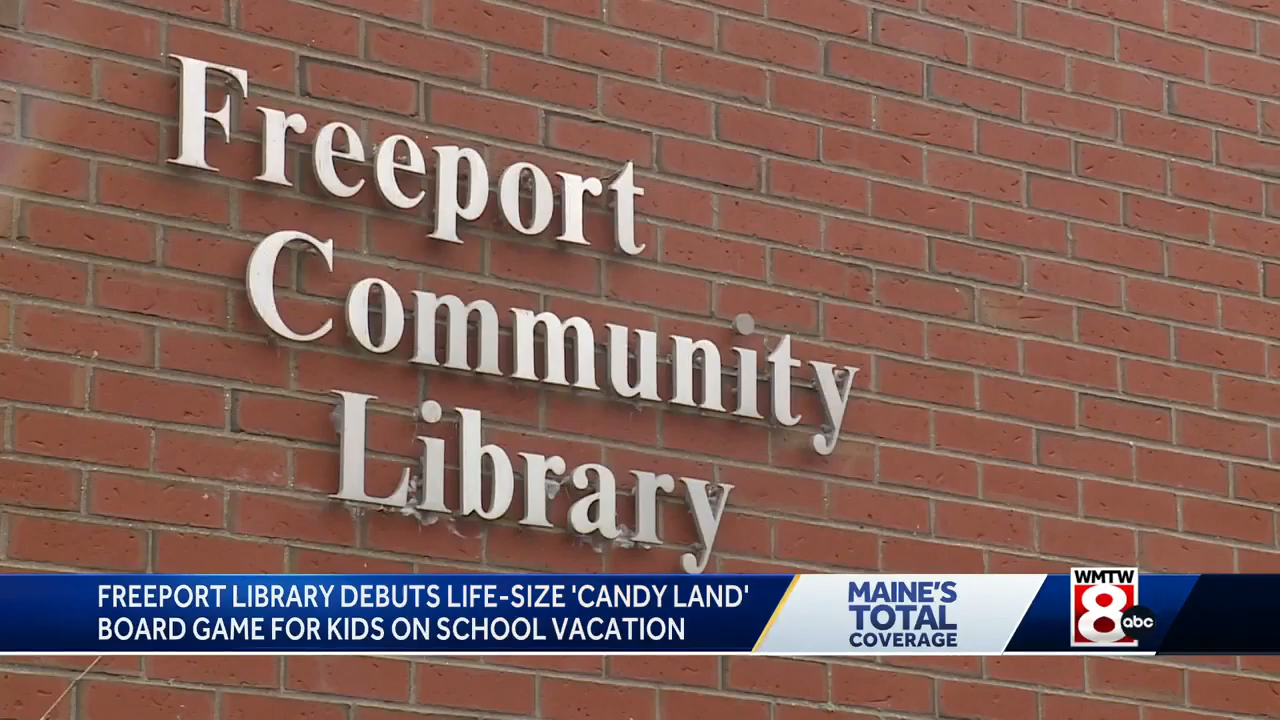 Freeport
Community
Library
FREEPORT LIBRARY DEBUTS LIFE-SIZE 'CANDY LAND'
BOARD GAME FOR KIDS ON SCHOOL VACATION
MAINE'S
TOTAL
COVERAGE
WMTW
8
abc